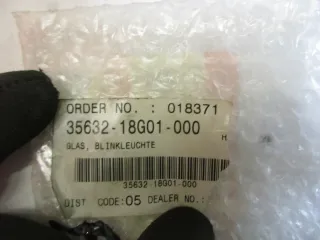 ORDER NO. : 018371
35632-18G01-000
H
GLAS, BLINKLEUCHTE
35632-18G01-000
DIST CODE:05 DEALER NO.: